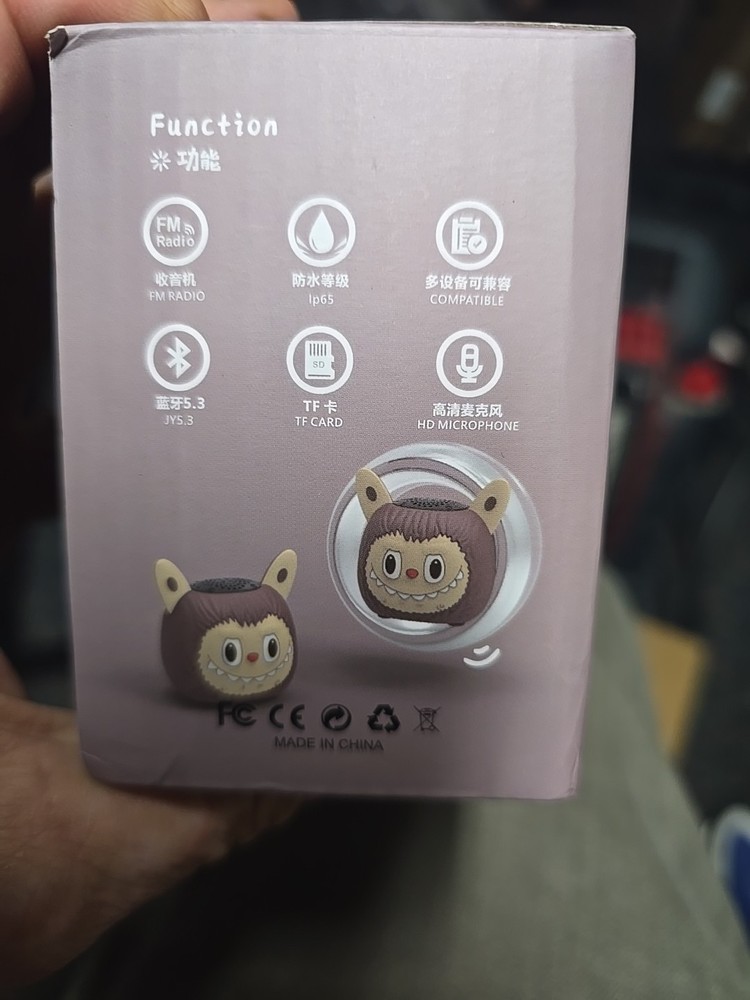 Function
功能
FM
Radio
收音机
FM RADIO
防水等级
Ip65
多设备可兼容
COMPATIBLE
蓝牙5.3
JY5.3
SD
TF 卡
TF CARD
高清麦克风
HD MICROPHONE
FC CE
MADE IN CHINA